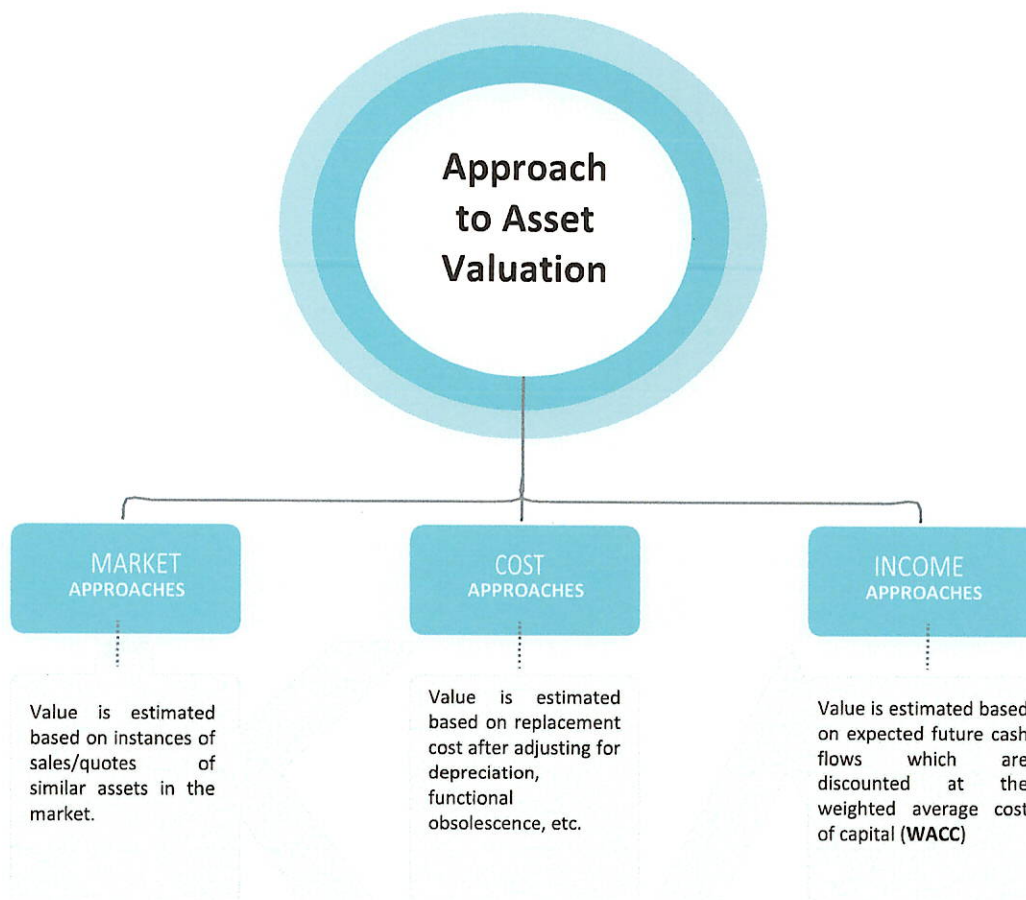 Approach
to Asset
Valuation
MARKET
APPROACHES
Value is estimated
based on instances of
sales/quotes of
similar assets in the
market.
COST
APPROACHES
Value is estimated
based on replacement
cost after adjusting for
depreciation,
functional
obsolescence, etc.
INCOME
APPROACHES
Value is estimated based
on expected future cash
flows which are
discounted at the
weighted average cost
of capital (WACC)